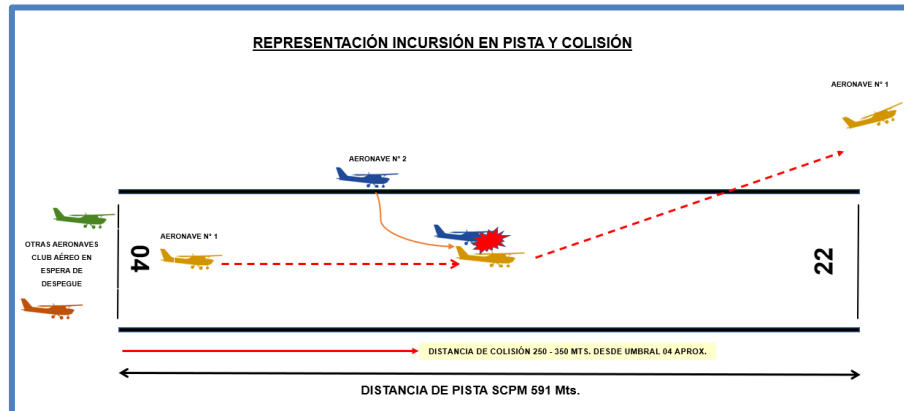 REPRESENTACIÓN INCURSIÓN EN PISTA Y COLISIÓN
AERONAVE N° 1
AERONAVE N° 2
AERONAVE N° 1
OTRAS AERONAVES
CLUB AÉREO EN
ESPERA DE
DESPEGUE
04
22
DISTANCIA DE COLISIÓN 250 - 350 MTS. DESDE UMBRAL 04 APROX.
DISTANCIA DE PISTA SCPM 591 Mts.